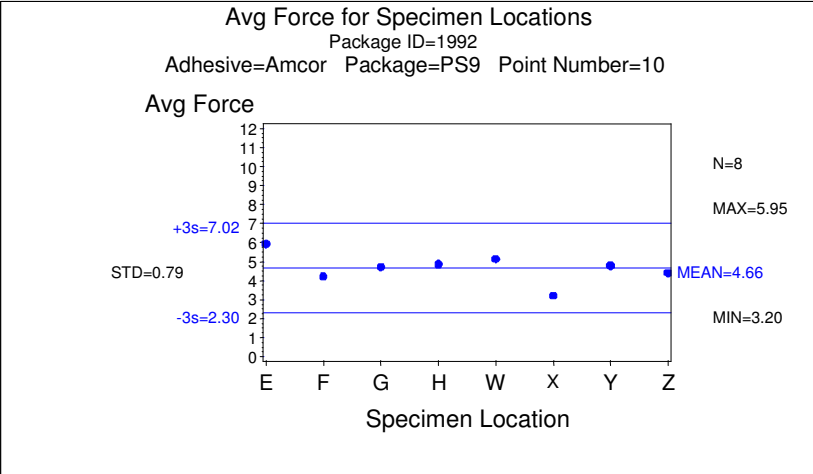 Avg Force for Specimen Locations
Package ID=1992
Adhesive=Amcor Package=PS9 Point Number=10
Avg Force
12
11
10
9
8
7
6
5
4
3
2
1
0
+3s=7.02
STD=0.79
-3s=2.30
N=8
MAX=5.95
MEAN=4.66
MIN=3.20
E F G H W X Y Z
Specimen Location